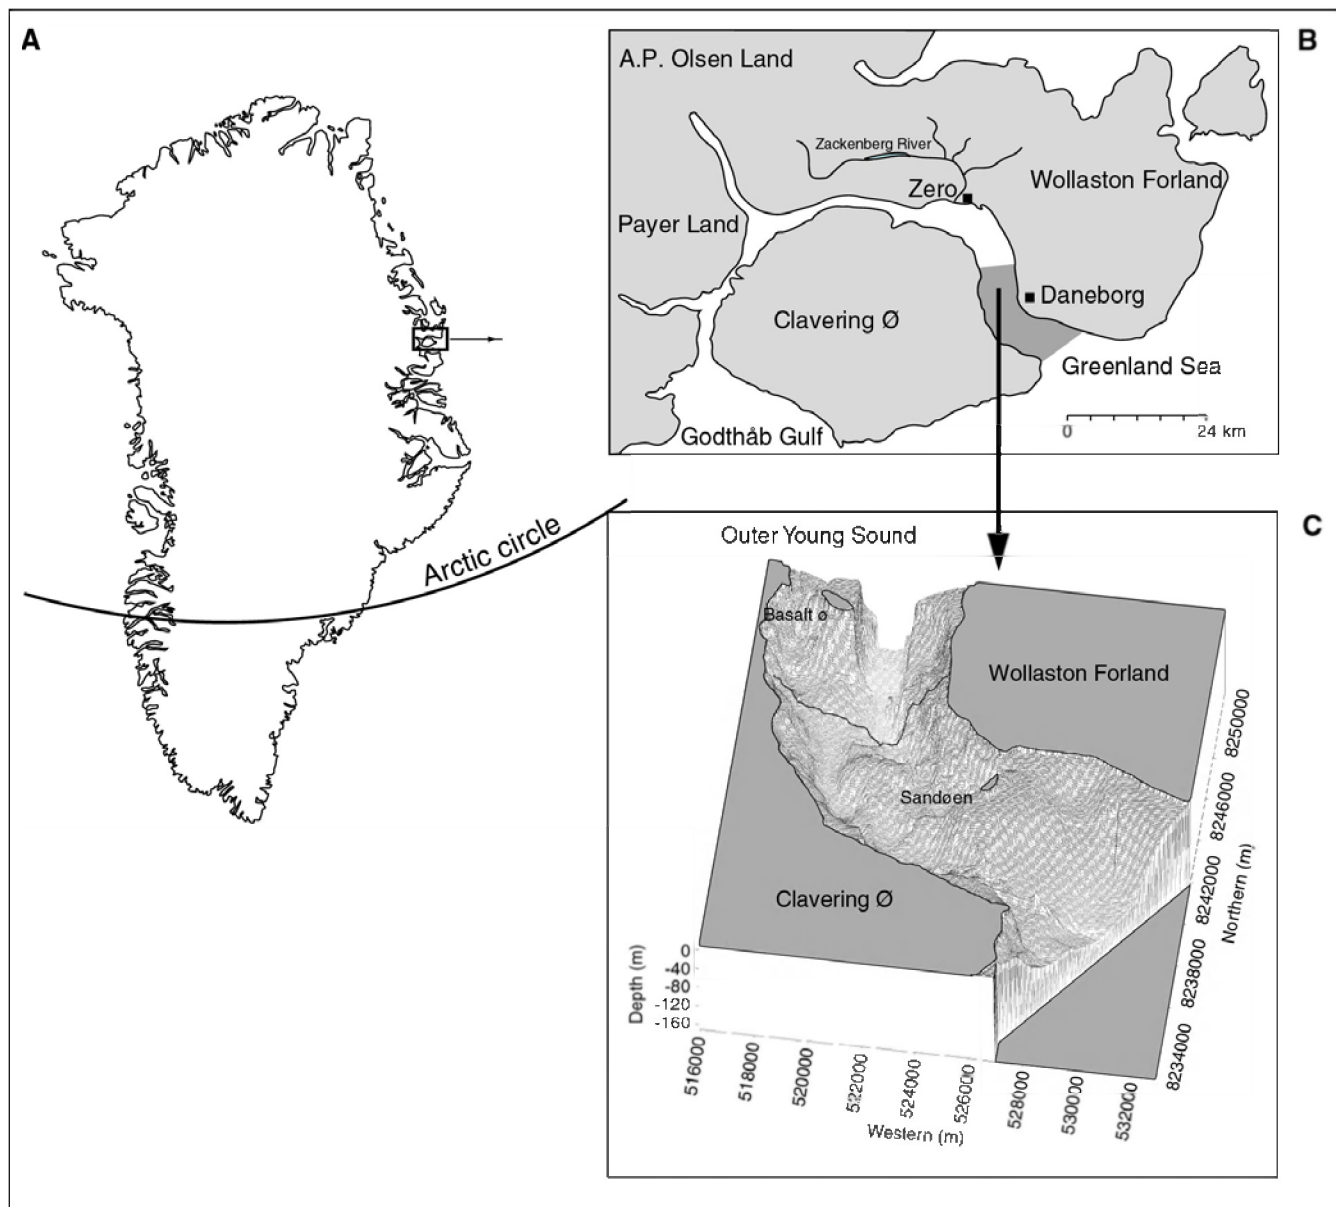 A
Arctic circle
B
A.P. Olsen Land
Zackenberg River
Zero
Wollaston Forland
Payer Land
Daneborg
Clavering Ø
Greenland Sea
Godthåb Gulf
0 24 km
C
Outer Young Sound
Basalt ø
Wollaston Forland
Sandøen
Clavering Ø
Depth (m)
0
-40
-80
-120
-160
516000
518000
520000
522000
524000
526000
528000
530000
532000
Western (m)
8234000
8238000
8242000
8246000
8250000
Northern (m)